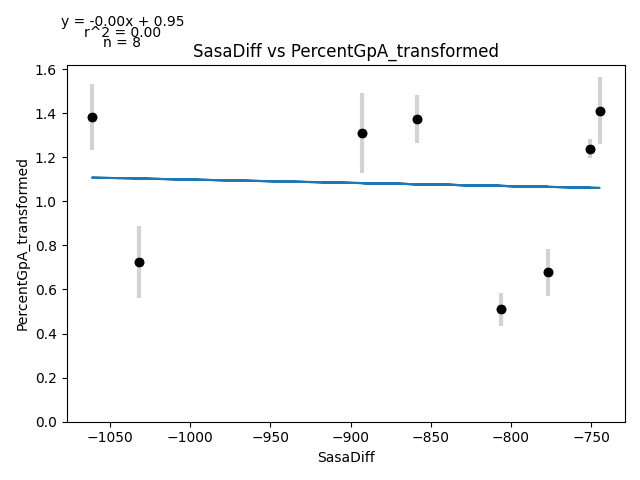 y = -0.00x + 0.95
r^2 = 0.00
n = 8
SasaDiff vs PercentGpA_transformed
1.6
1.4
1.2
1.0
0.8
0.6
0.4
0.2
0.0
PercentGpA_transformed
−1050 −1000 −950 −900 −850 −800 −750
SasaDiff